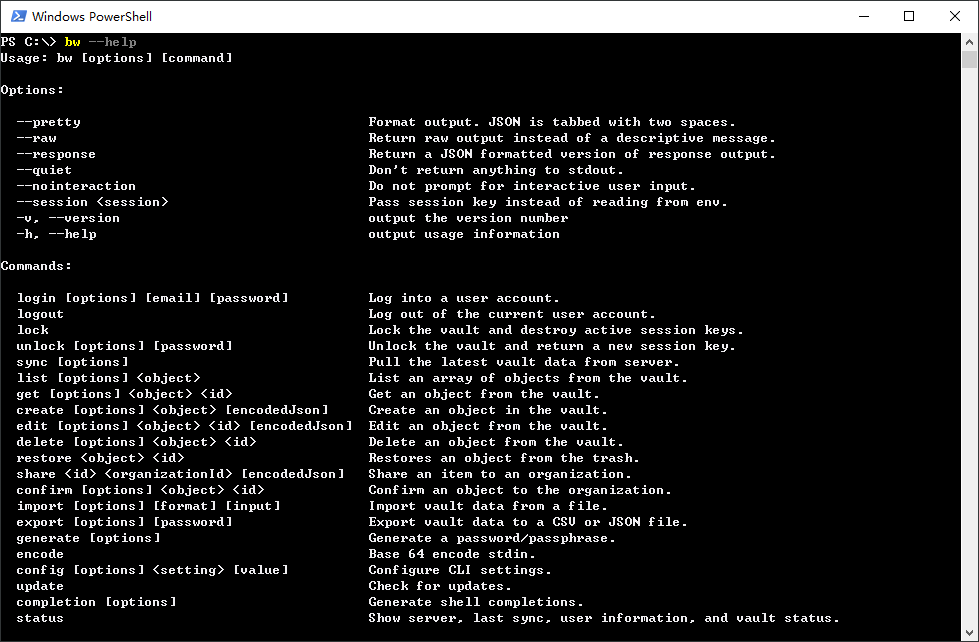 Windows PowerShell
PS C:\> bw --help
Usage: bw [options] [command]
Options:
--pretty Format output. JSON is tabbed with two spaces.
--raw Return raw output instead of a descriptive message.
--response Return a JSON formatted version of response output.
--quiet Don't return anything to stdout.
--nointeraction Do not prompt for interactive user input.
--session <session> Pass session key instead of reading from env.
-v, --version output the version number
-h, --help output usage information
Commands:
login [options] [email] [password] Log into a user account.
logout Log out of the current user account.
lock Lock the vault and destroy active session keys.
unlock [options] [password] Unlock the vault and return a new session key.
sync [options] Pull the latest vault data from server.
list [options] <object> List an array of objects from the vault.
get [options] <object> <id> Get an object from the vault.
create [options] <object> [encodedJson] Create an object in the vault.
edit [options] <object> <id> [encodedJson] Edit an object from the vault.
delete [options] <object> <id> Delete an object from the vault.
restore <object> <id> Restores an object from the trash.
share <id> <organizationId> [encodedJson] Share an item to an organization.
confirm [options] <object> <id> Confirm an object to the organization.
import [options] [format] [input] Import vault data from a file.
export [options] [password] Export vault data to a CSV or JSON file.
generate [options] Generate a password/passphrase.
encode Base 64 encode stdin.
config [options] <setting> [value] Configure CLI settings.
update Check for updates.
completion [options] Generate shell completions.
status Show server, last sync, user information, and vault status.